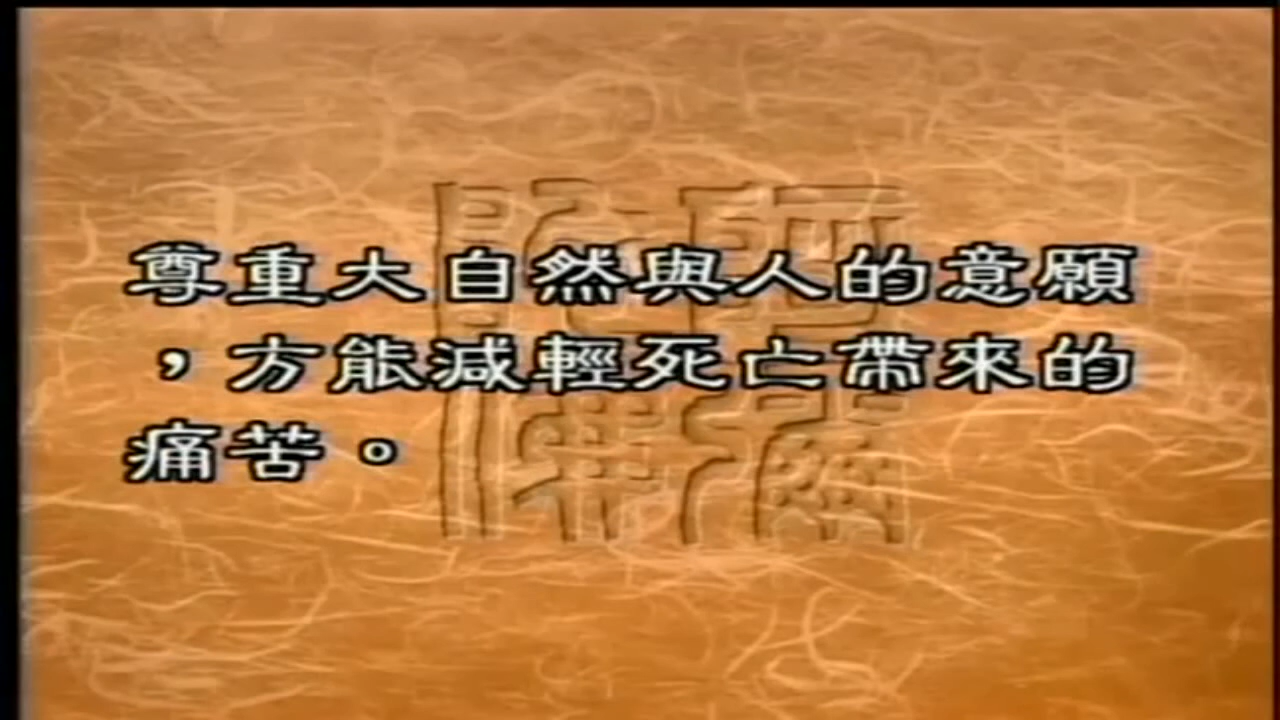 尊重大自然與人的意願
，方能減輕死亡帶來的
痛苦。